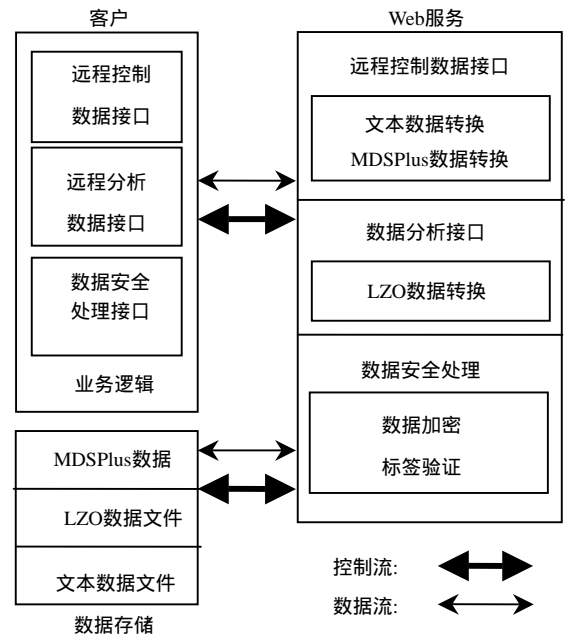 客户
远程控制
数据接口
远程分析
数据接口
数据安全
处理接口
业务逻辑
MDSPlus数据
LZO数据文件
文本数据文件
数据存储
Web服务
远程控制数据接口
文本数据转换
MDSPlus数据转换
数据分析接口
LZO数据转换
数据安全处理
数据加密
标签验证
控制流:
数据流: